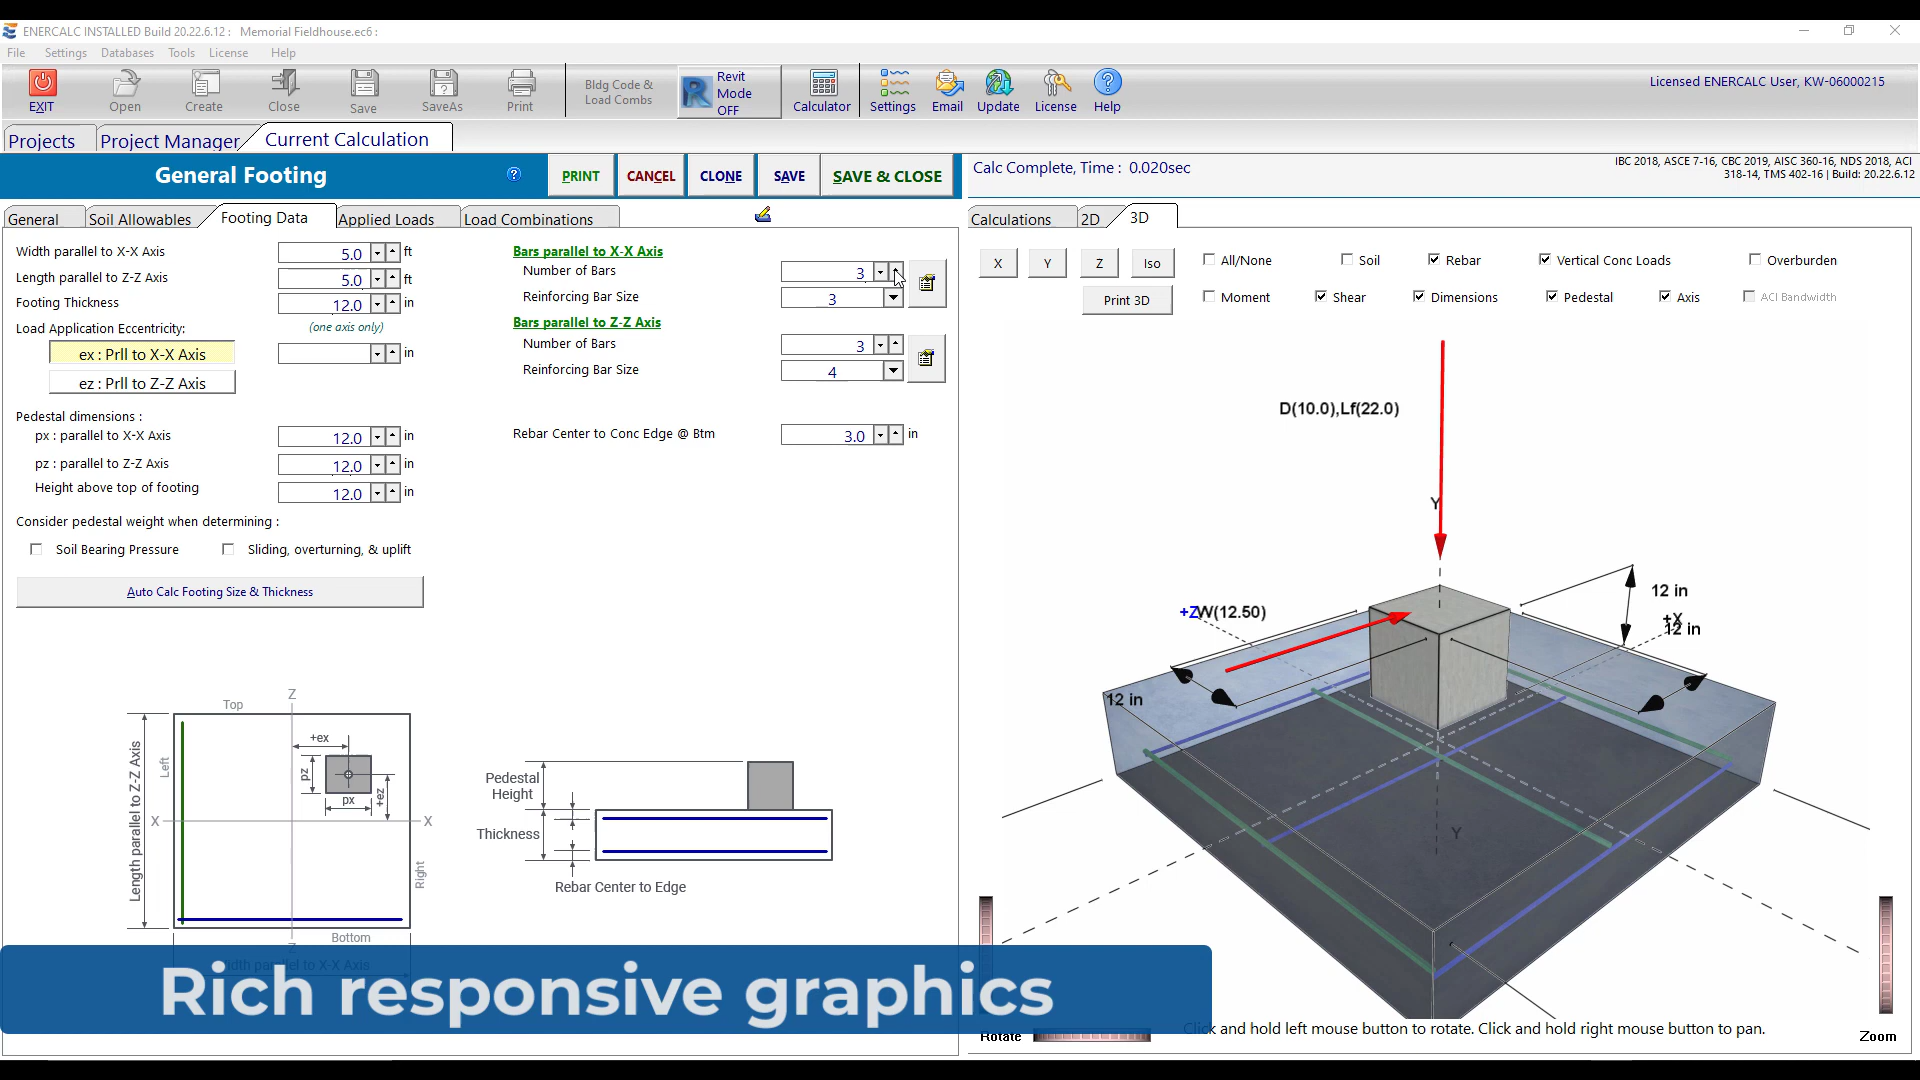 ENERCALC INSTALLED Build 20.22.6.12 : Memorial Fieldhouse.ec6 :
File Settings Databases Tools License Help
EXIT Open Create Close Save SaveAs Print Bldg Code & Load Combs Revit Mode OFF Calculator Settings Email Update License Help
Licensed ENERCALC User, KW-06000215
Projects Project Manager Current Calculation
General Footing PRINT CANCEL CLONE SAVE SAVE & CLOSE
Calc Complete, Time : 0.020sec
IBC 2018, ASCE 7-16, CBC 2019, AISC 360-16, NDS 2018, ACI
318-14, TMS 402-16 | Build: 20.22.6.12
General Soil Allowables Footing Data Applied Loads Load Combinations
Width parallel to X-X Axis 5.0 ft
Length parallel to Z-Z Axis 5.0 ft
Footing Thickness 12.0 in
Load Application Eccentricity: (one axis only)
ex : Prll to X-X Axis in
ez : Prll to Z-Z Axis
Pedestal dimensions :
px : parallel to X-X Axis 12.0 in
pz : parallel to Z-Z Axis 12.0 in
Height above top of footing 12.0 in
Consider pedestal weight when determining :
Soil Bearing Pressure Sliding, overturning, & uplift
Auto Calc Footing Size & Thickness
Bars parallel to X-X Axis
Number of Bars 3
Reinforcing Bar Size 3
Bars parallel to Z-Z Axis
Number of Bars 3
Reinforcing Bar Size 4
Rebar Center to Conc Edge @ Btm 3.0 in
Z
Top
Left
Length parallel to Z-Z Axis
+ex
pz
px
+ez
X X
Right
Bottom
Width parallel to X-X Axis
Pedestal
Height
Thickness
Rebar Center to Edge
Calculations 2D 3D
X Y Z Iso
Print 3D
All/None Soil Rebar Vertical Conc Loads Overburden
Moment Shear Dimensions Pedestal Axis ACI Bandwidth
D(10.0),Lf(22.0)
Y
12 in
+Z W(12.50)
+X
12 in
12 in
Y
Rich responsive graphics
Click and hold left mouse button to rotate. Click and hold right mouse button to pan.
Rotate Zoom